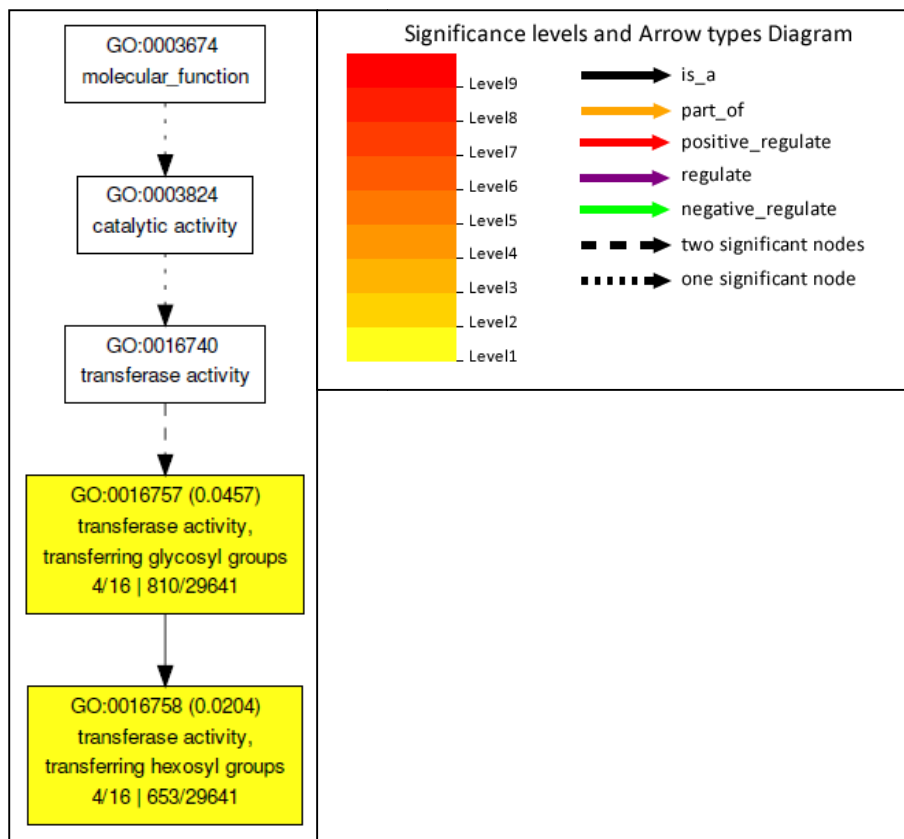 GO:0003674
molecular_function
GO:0003824
catalytic activity
GO:0016740
transferase activity
GO:0016757 (0.0457)
transferase activity,
transferring glycosyl groups
4/16 | 810/29641
GO:0016758 (0.0204)
transferase activity,
transferring hexosyl groups
4/16 | 653/29641
Significance levels and Arrow types Diagram
Level9
Level8
Level7
Level6
Level5
Level4
Level3
Level2
Level1
is_a
part_of
positive_regulate
regulate
negative_regulate
two significant nodes
one significant node